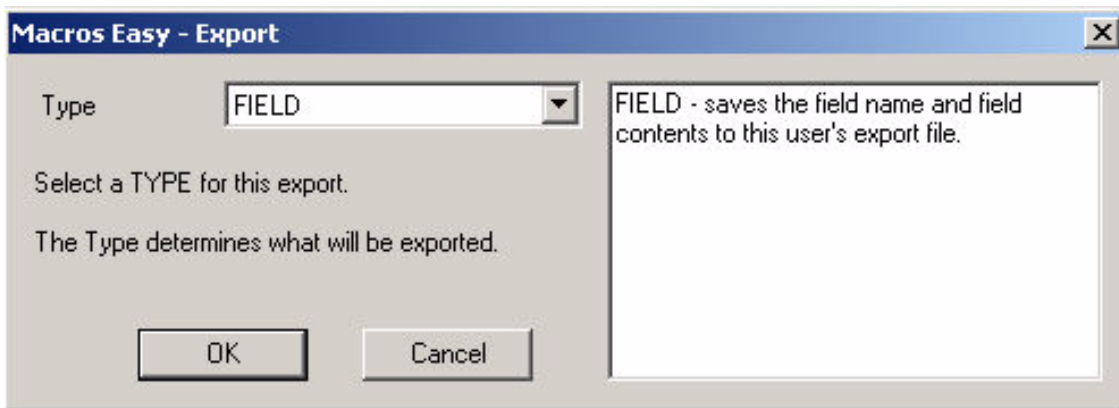 Macros Easy - Export
Type
FIELD
FIELD - saves the field name and field
contents to this user's export file.
Select a TYPE for this export.
The Type determines what will be exported.
OK
Cancel